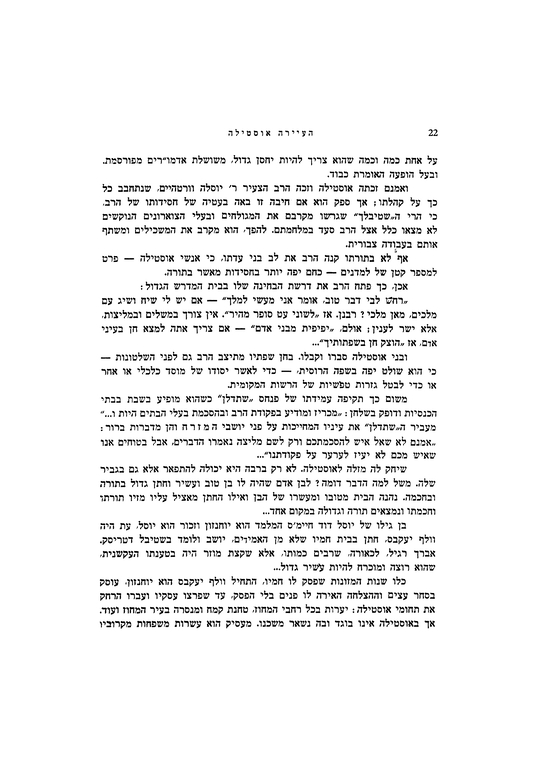 22
העיירה אוסטילה
על אחת כמה וכמה שהוא צריך להיות יחסן גדול, משושלת אדמו״רים מפורסמת,
ובעל הופעה האומרת כבוד.
ואמנם זכתה אוסטילה וזכה הרב הצעיר ר׳ יוסלה וורטהיים, שנתחבב כל
כך על קהלתו; אך ספק הוא אם חיבה זו באה בעטיה של חסידותו של הרב,
כי הרי ה„שטיבלך״ שגרשו מקרבם את המגולחים ובעלי הצוארונים הנוקשים
לא מצאו כלל אצל הרב סעד במלחמתם. להפך, הוא מקרב את המשכילים ומשתף
אותם בעבודה צבורית.
אף לא בתורתו קנה הרב את לב בני עדתו, כי אנשי אוסטילה — פרט
למספר קטן של למדנים — כחם יפה יותר בחסידות מאשר בתורה.
אכן, כך פתח הרב את דרשת הבחינה שלו בבית המדרש הגדול:
„רחש לבי דבר טוב, אומר אני מעשי למלך״ — אם יש לי שיח ושיג עם
מלכים, מאן מלכי? רבנן, אז „לשוני עט סופר מהיר״. אין צורך במשלים ובמליצות,
אלא ישר לענין; אולם, „יפיפית מבני אדם״ — אם צריך אתה למצא חן בעיני
אדם, אז „הוצק חן בשפתותיך״...
ובני אוסטילה סברו וקבלו. בחן שפתיו מתיצב הרב גם לפני השלטונות —
כי הוא שולט יפה בשפה הרוסית, — כדי לאשר יסודו של מוסד כלכלי או אחר
או כדי לבטל גזרות טפשיות של הרשות המקומית.
משום כך תקיפה עמידתו של פנחס „שתדלן״ כשהוא מופיע בשבת בבתי
הכנסיות ודופק בשלחן: „מכריז ומודיע בפקודת הרב ובהסכמת בעלי הבתים היות ו...״
מעביר ה„שתדלן״ את עיניו המחייכות על פני יושבי המזרח והן מדברות ברור:
„אמנם לא שאל איש להסכמתכם ורק לשם מליצה נאמרו הדברים, אבל בטוחים אנו
שאיש מכם לא יעיז לערער על פקודתנו״...
שיחק לה מזלה לאוסטילה. לא רק ברבה היא יכולה להתפאר אלא גם בגביר
שלה. משל למה הדבר דומה? לבן אדם שהיה לו בן טוב ועשיר וחתן גדול בתורה
ובחכמה. נהנה הבית מטובו ומעשרו של הבן ואילו החתן מאציל עליו מזיו תורתו
וחכמתו ונמצאים תורה וגדולה במקום אחד...
בן גילו של יוסל דוד חיימ׳ס המלמד הוא יוחנזון וזכור הוא יוסל, עת היה
וולף יעקבס, חתן בבית חמיו שלא מן האמידים, יושב ולומד בשטיבל דטריסק.
אברך רגיל, לכאורה, שרבים כמותו, אלא שקצת מוזר היה בטענתו העקשנית,
שהוא רוצה ומוכרח להיות עשיר גדול...
כלו שנות המזונות שפסק לו חמיו, התחיל וולף יעקבס הוא יוחנזון, עוסק
בסחר עצים וההצלחה האירה לו פנים בלי הפסק, עד שפרצו עסקיו ועברו הרחק
את תחומי אוסטילה: יערות בכל רחבי המחוז, טחנת קמח ומנסרה בעיר המחוז ועוד.
אך באוסטילה אינו בוגד ובה נשאר משכנו. מעסיק הוא עשרות משפחות מקרוביו